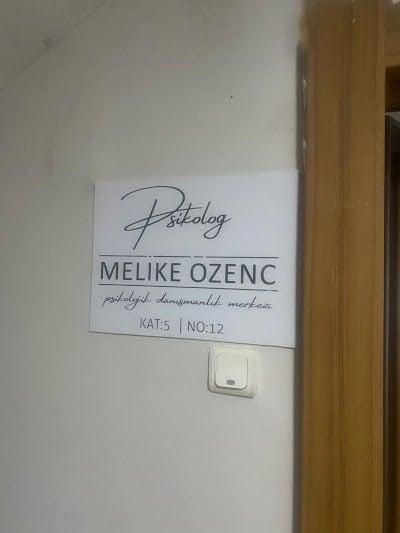 Psikolog
MELIKE OZENC
psikolojik danışmanlık merkezi
KAT:5 | NO:12